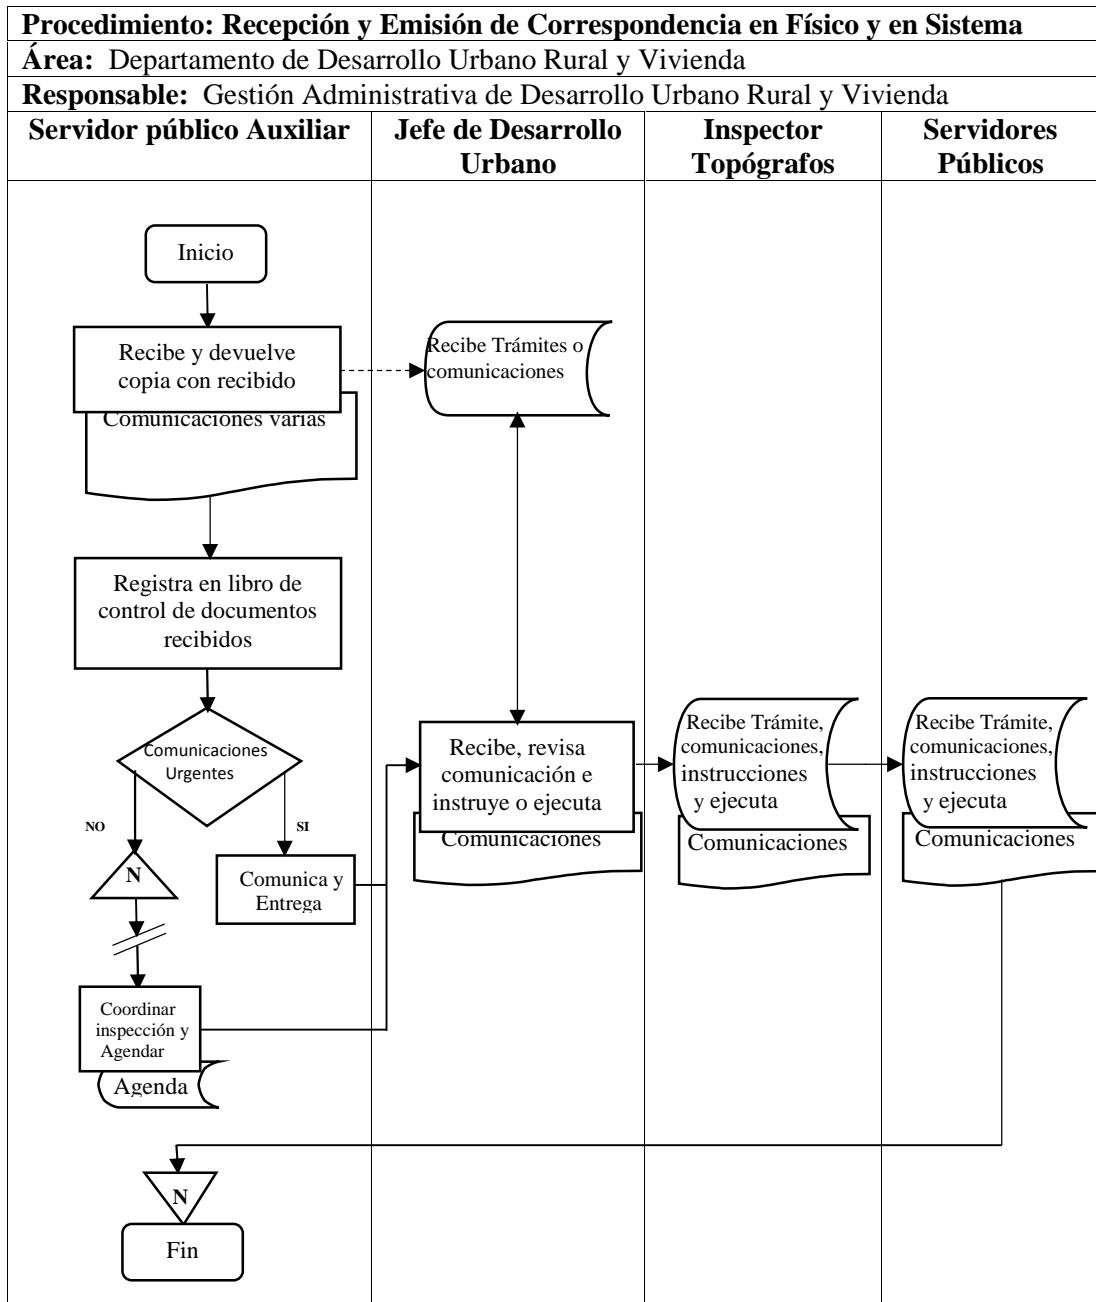 Procedimiento: Recepción y Emisión de Correspondencia en Físico y en Sistema
Área: Departamento de Desarrollo Urbano Rural y Vivienda
Responsable: Gestión Administrativa de Desarrollo Urbano Rural y Vivienda
Servidor público Auxiliar
Jefe de Desarrollo
Urbano
Inspector
Topógrafos
Servidores
Públicos
Inicio
Recibe y devuelve
copia con recibido
Comunicaciones varias
Recibe Trámites o
comunicaciones
Registra en libro de
control de documentos
recibidos
Comunicaciones
Urgentes
NO
SI
N
Comunica y
Entrega
Recibe, revisa
comunicación e
instruye o ejecuta
Comunicaciones
Recibe Trámite,
comunicaciones,
instrucciones
y ejecuta
Comunicaciones
Recibe Trámite,
comunicaciones,
instrucciones
y ejecuta
Comunicaciones
Coordinar
inspección y
Agendar
Agenda
N
Fin